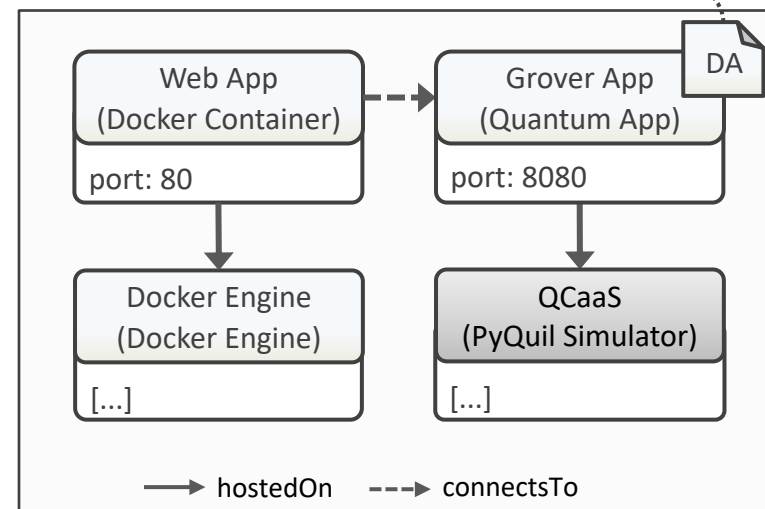 Web App
(Docker Container)
port: 80
Grover App
(Quantum App)
port: 8080
DA
Docker Engine
(Docker Engine)
[...]
QCaaS
(PyQuil Simulator)
[...]
hostedOn
connectsTo